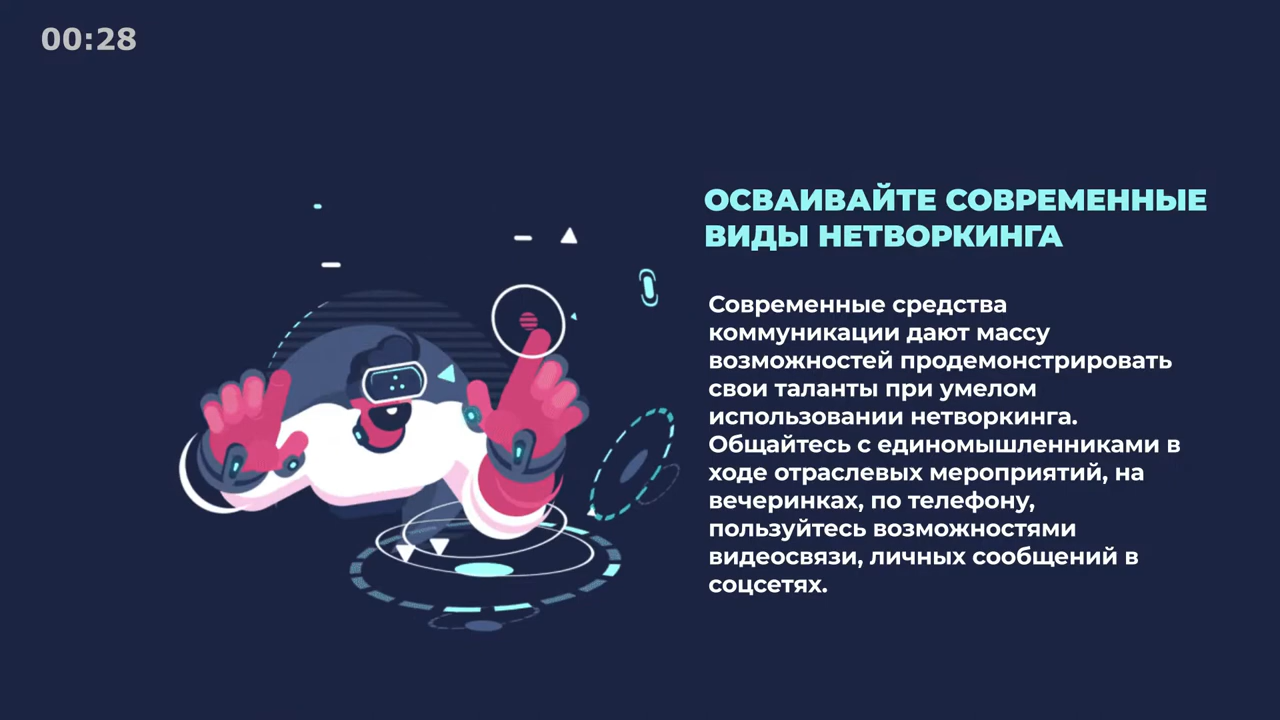 00:28
ОСВАИВАЙТЕ СОВРЕМЕННЫЕ
ВИДЫ НЕТВОРКИНГА
Современные средства
коммуникации дают массу
возможностей продемонстрировать
свои таланты при умелом
использовании нетворкинга.
Общайтесь с единомышленниками в
ходе отраслевых мероприятий, на
вечеринках, по телефону,
пользуйтесь возможностями
видеосвязи, личных сообщений в
соцсетях.